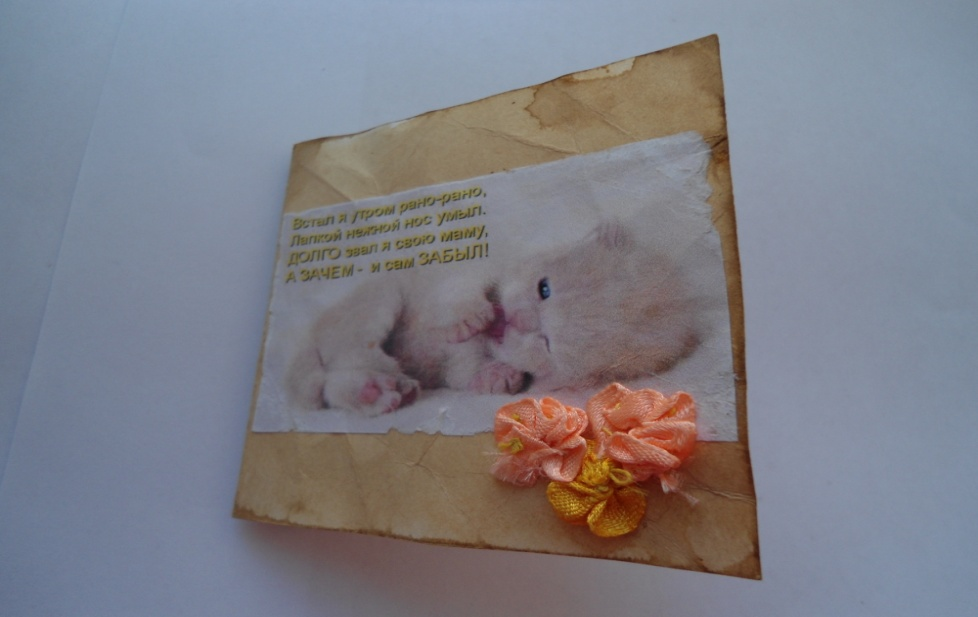 Встал я утром рано-рано,
Лапкой нежной нос умыл.
ДОЛГО звал я свою маму,
А ЗАЧЕМ - и сам ЗАБЫЛ!